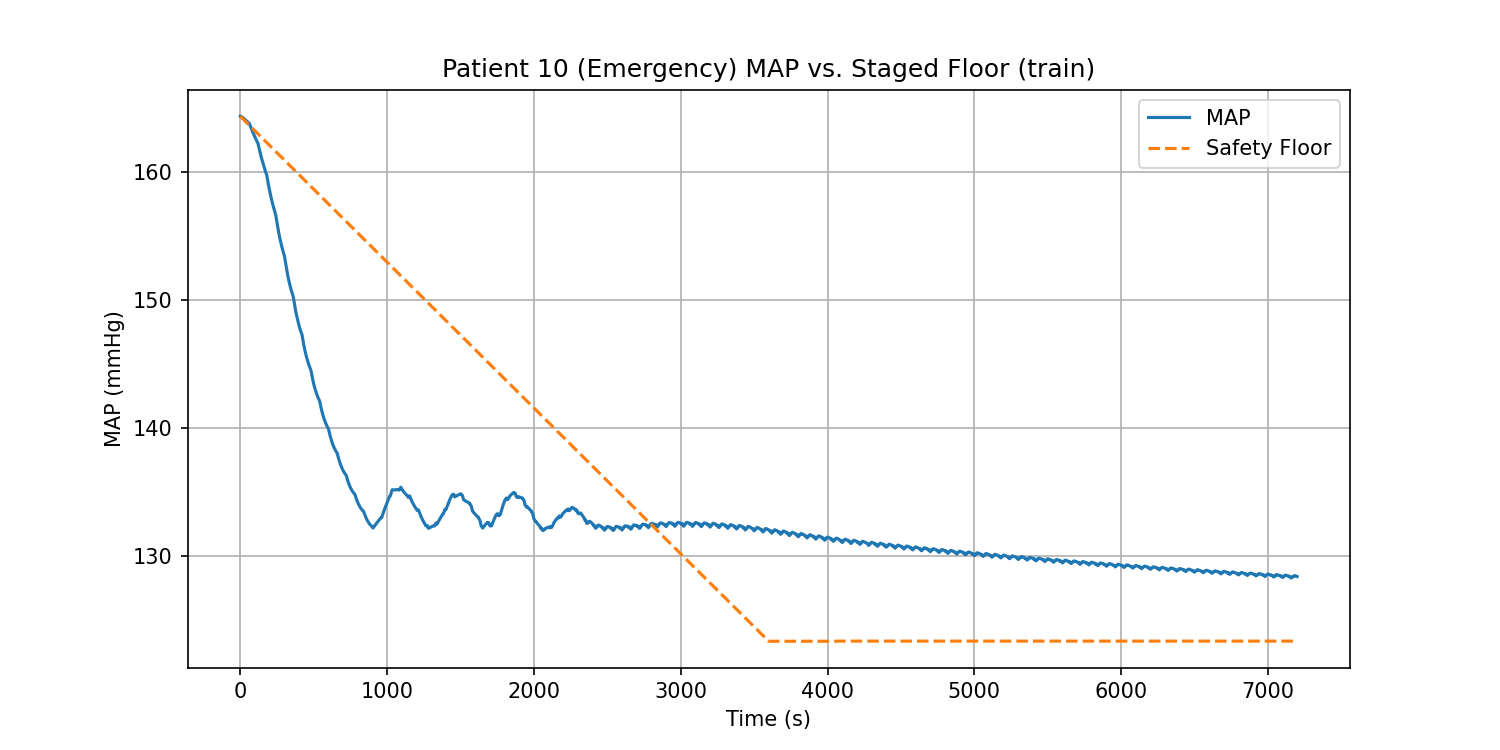 Patient 10 (Emergency) MAP vs. Staged Floor (train)
MAP
Safety Floor
MAP (mmHg)
160
150
140
130
0 1000 2000 3000 4000 5000 6000 7000
Time (s)